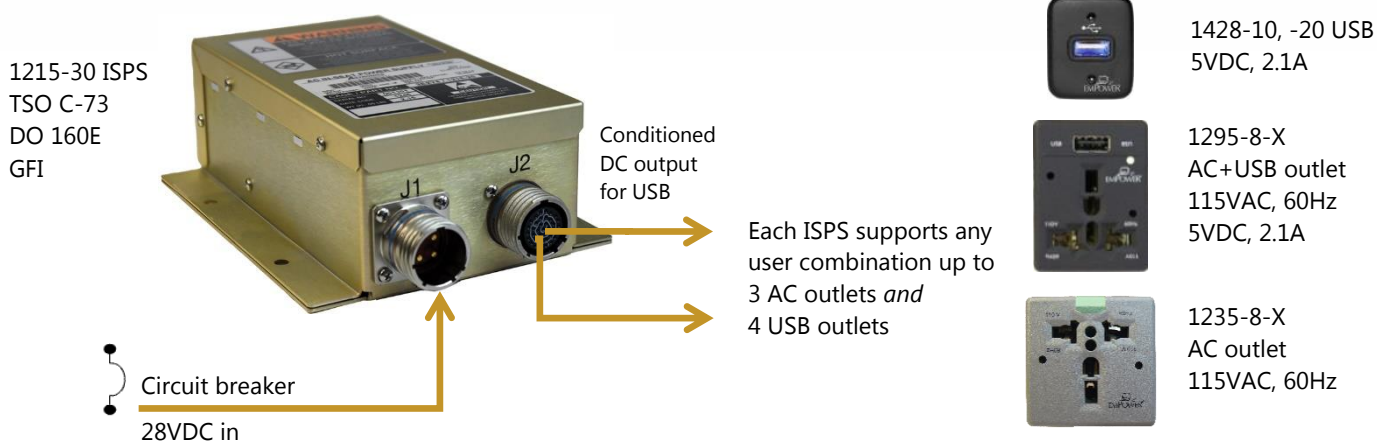 1215-30 ISPS
TSO C-73
DO 160E
GFI
J1
J2
Conditioned
DC output
for USB
Each ISPS supports any
user combination up to
3 AC outlets and
4 USB outlets
Circuit breaker
28VDC in
EMPOWER
1428-10, -20 USB
5VDC, 2.1A
USB
EMPOWER
1295-8-X
AC+USB outlet
115VAC, 60Hz
5VDC, 2.1A
EMPOWER
1235-8-X
AC outlet
115VAC, 60Hz